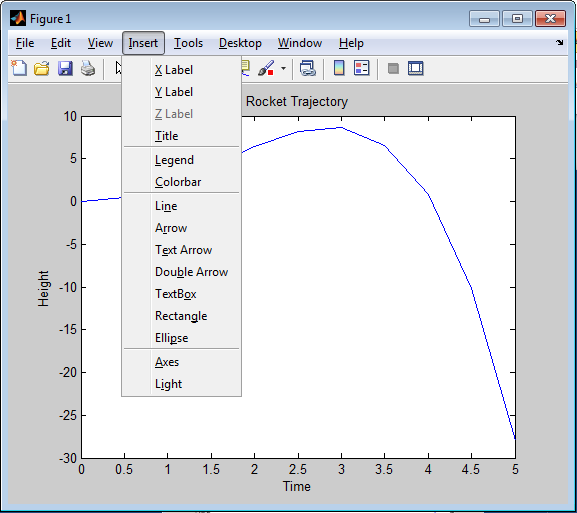 Figure 1
File Edit View Insert Tools Desktop Window Help
X Label
Y Label
Z Label
Title
Legend
Colorbar
Line
Arrow
Text Arrow
Double Arrow
TextBox
Rectangle
Ellipse
Axes
Light
Rocket Trajectory
10
5
0
-5
-10
-15
-20
-25
-30
Height
0 0.5 1 1.5 2 2.5 3 3.5 4 4.5 5
Time